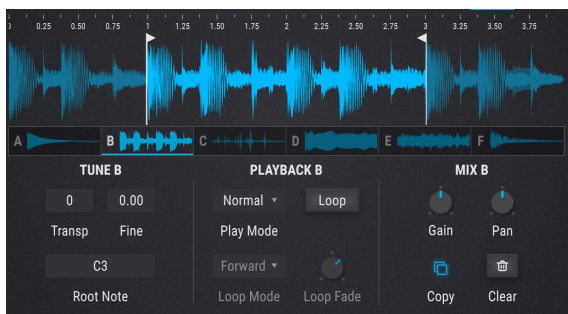 0 0.25 0.50 0.75 1 1.25 1.50 1.75 2 2.25 2.50 2.75 3 3.25 3.50 3.75
A B C D E F
TUNE B PLAYBACK B MIX B
0 0.00 Normal Loop
Transp Fine Play Mode Gain Pan
C3 Forward
Root Note Loop Mode Loop Fade Copy Clear